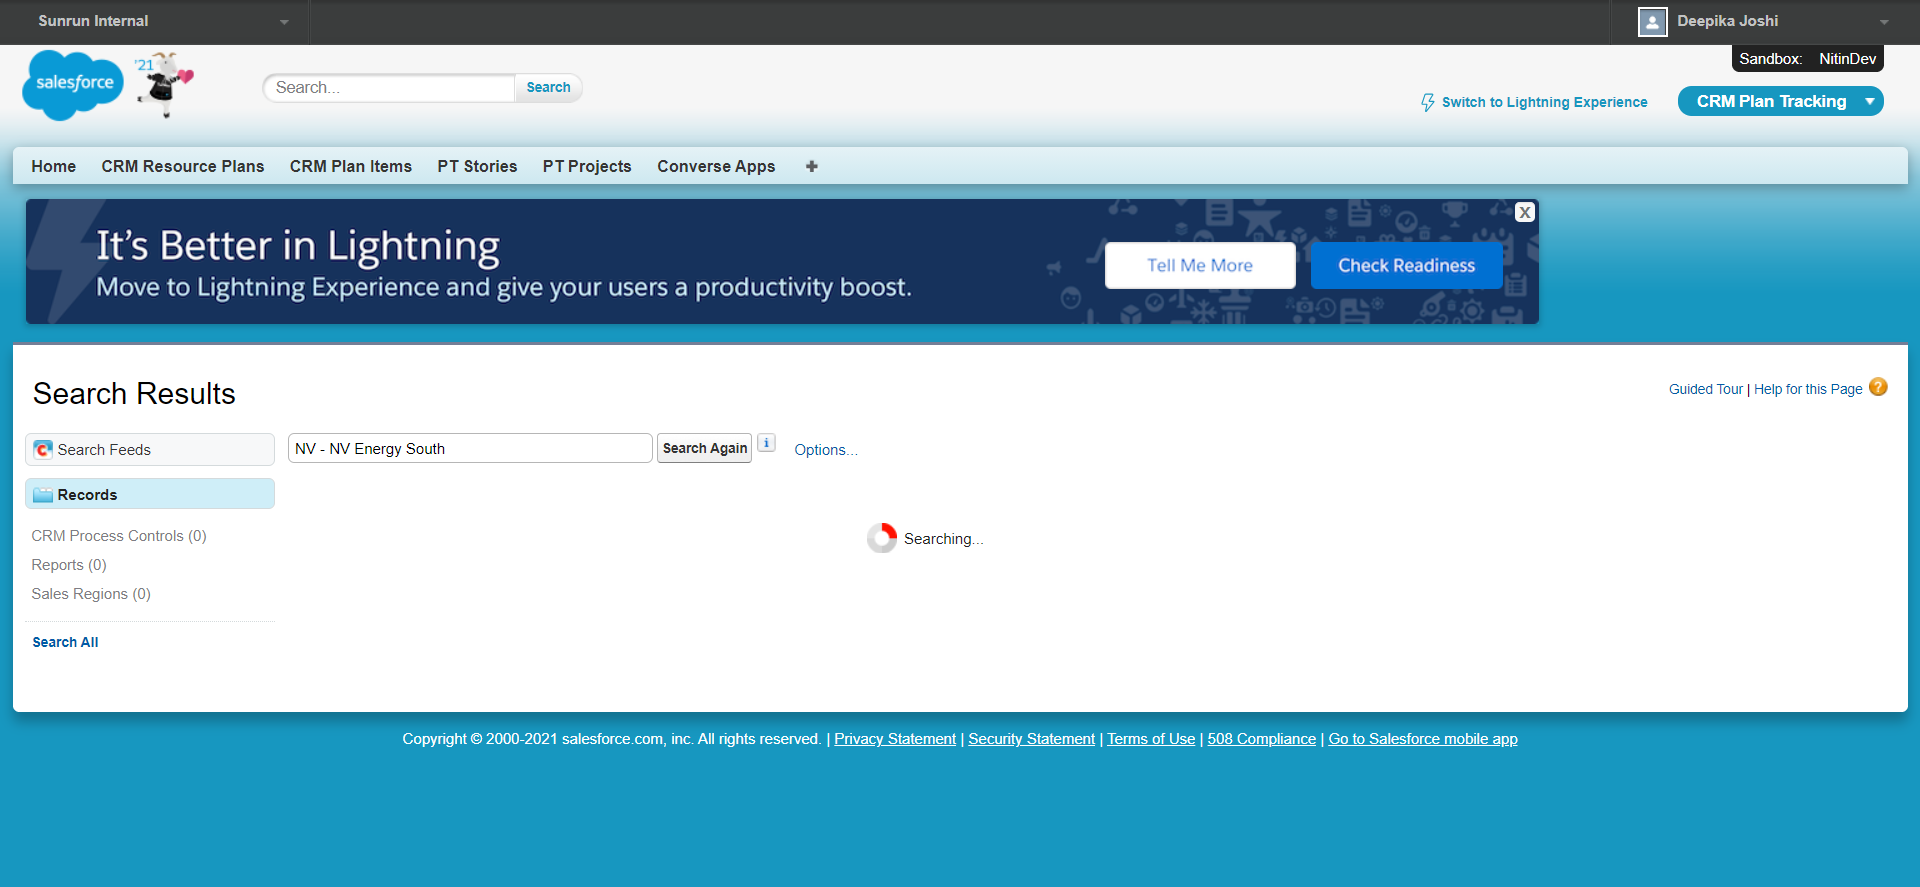 Sunrun Internal
Deepika Joshi
Sandbox: NitinDev
salesforce
'21
Search...
Search
Switch to Lightning Experience
CRM Plan Tracking
Home CRM Resource Plans CRM Plan Items PT Stories PT Projects Converse Apps
It's Better in Lightning
Move to Lightning Experience and give your users a productivity boost.
Tell Me More
Check Readiness
X
Search Results
Guided Tour | Help for this Page ?
Search Feeds
NV - NV Energy South
Search Again
i
Options...
Records
CRM Process Controls (0)
Searching...
Reports (0)
Sales Regions (0)
Search All
Copyright © 2000-2021 salesforce.com, inc. All rights reserved. | Privacy Statement | Security Statement | Terms of Use | 508 Compliance | Go to Salesforce mobile app